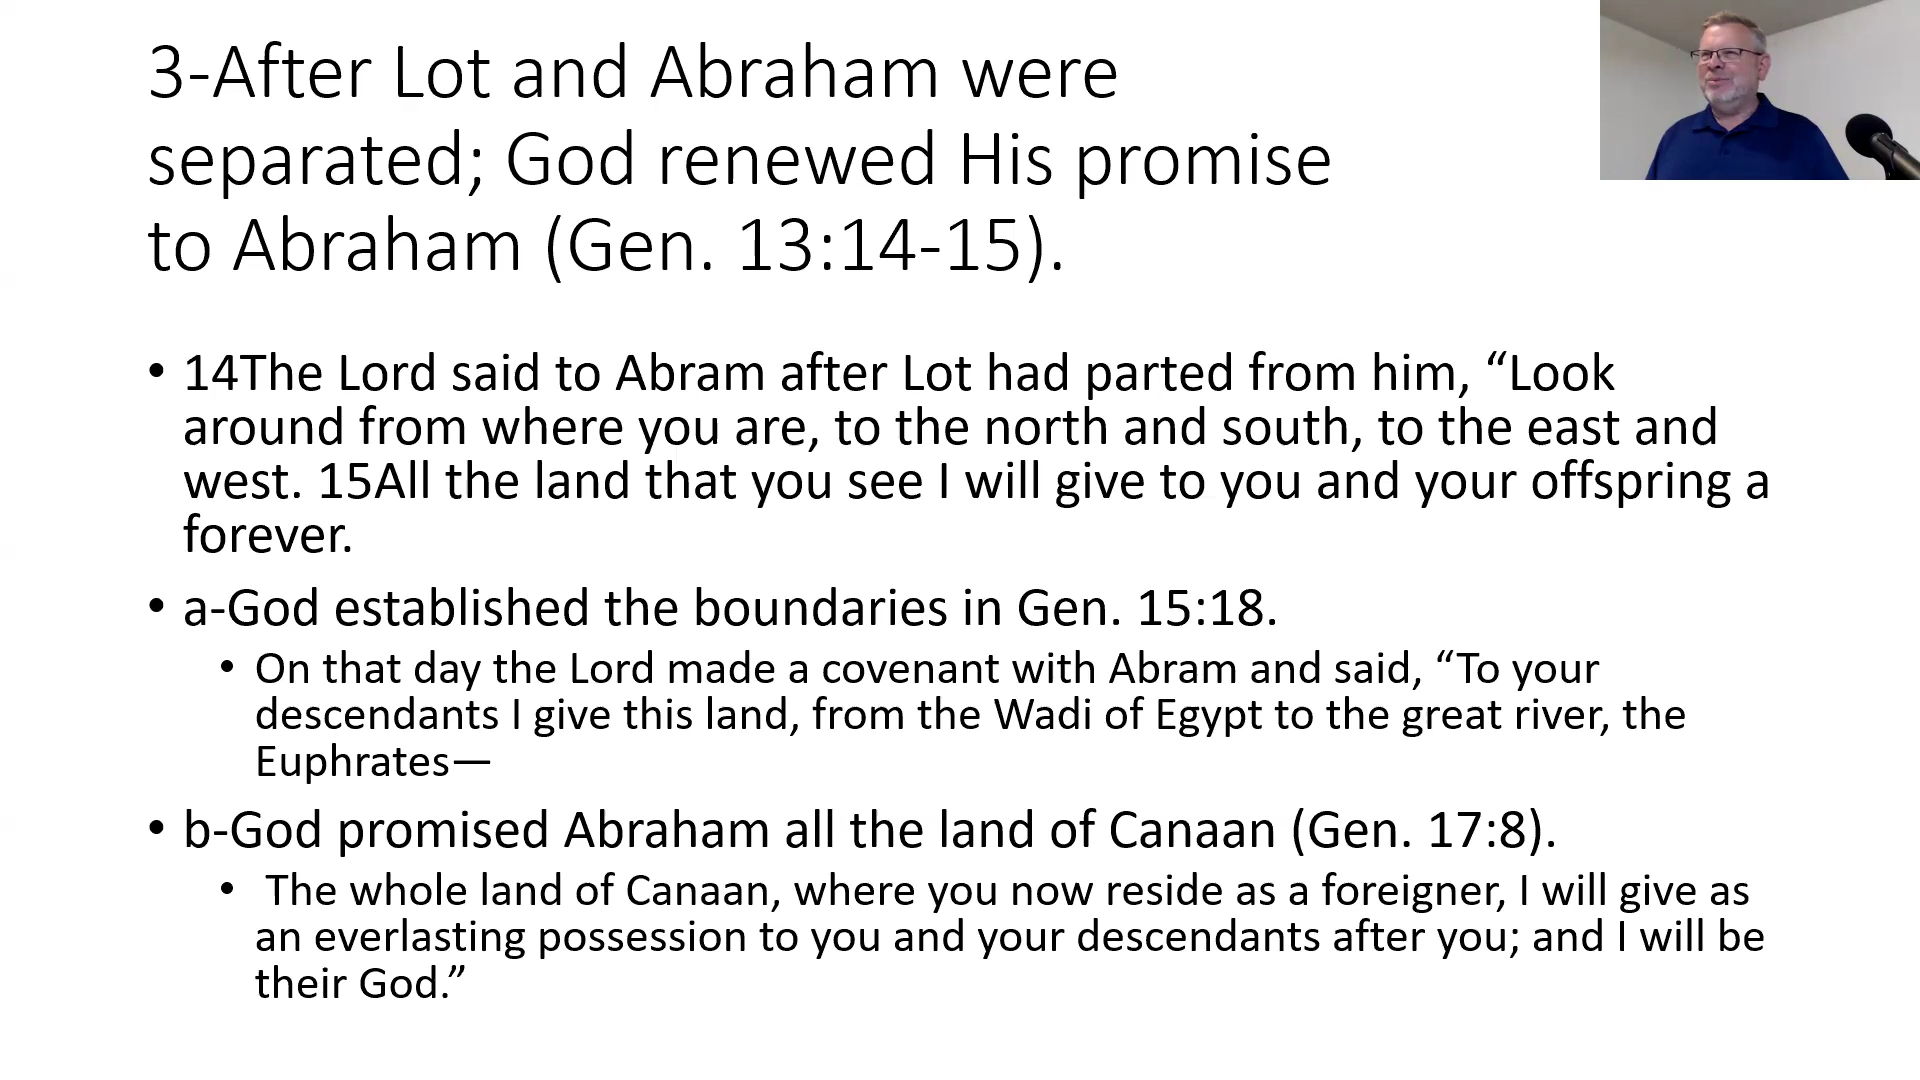 3-After Lot and Abraham were
separated; God renewed His promise
to Abraham (Gen. 13:14-15).
• 14The Lord said to Abram after Lot had parted from him, “Look
around from where you are, to the north and south, to the east and
west. 15All the land that you see I will give to you and your offspring a
forever.
• a-God established the boundaries in Gen. 15:18.
• On that day the Lord made a covenant with Abram and said, “To your
descendants I give this land, from the Wadi of Egypt to the great river, the
Euphrates—
• b-God promised Abraham all the land of Canaan (Gen. 17:8).
• The whole land of Canaan, where you now reside as a foreigner, I will give as
an everlasting possession to you and your descendants after you; and I will be
their God.”